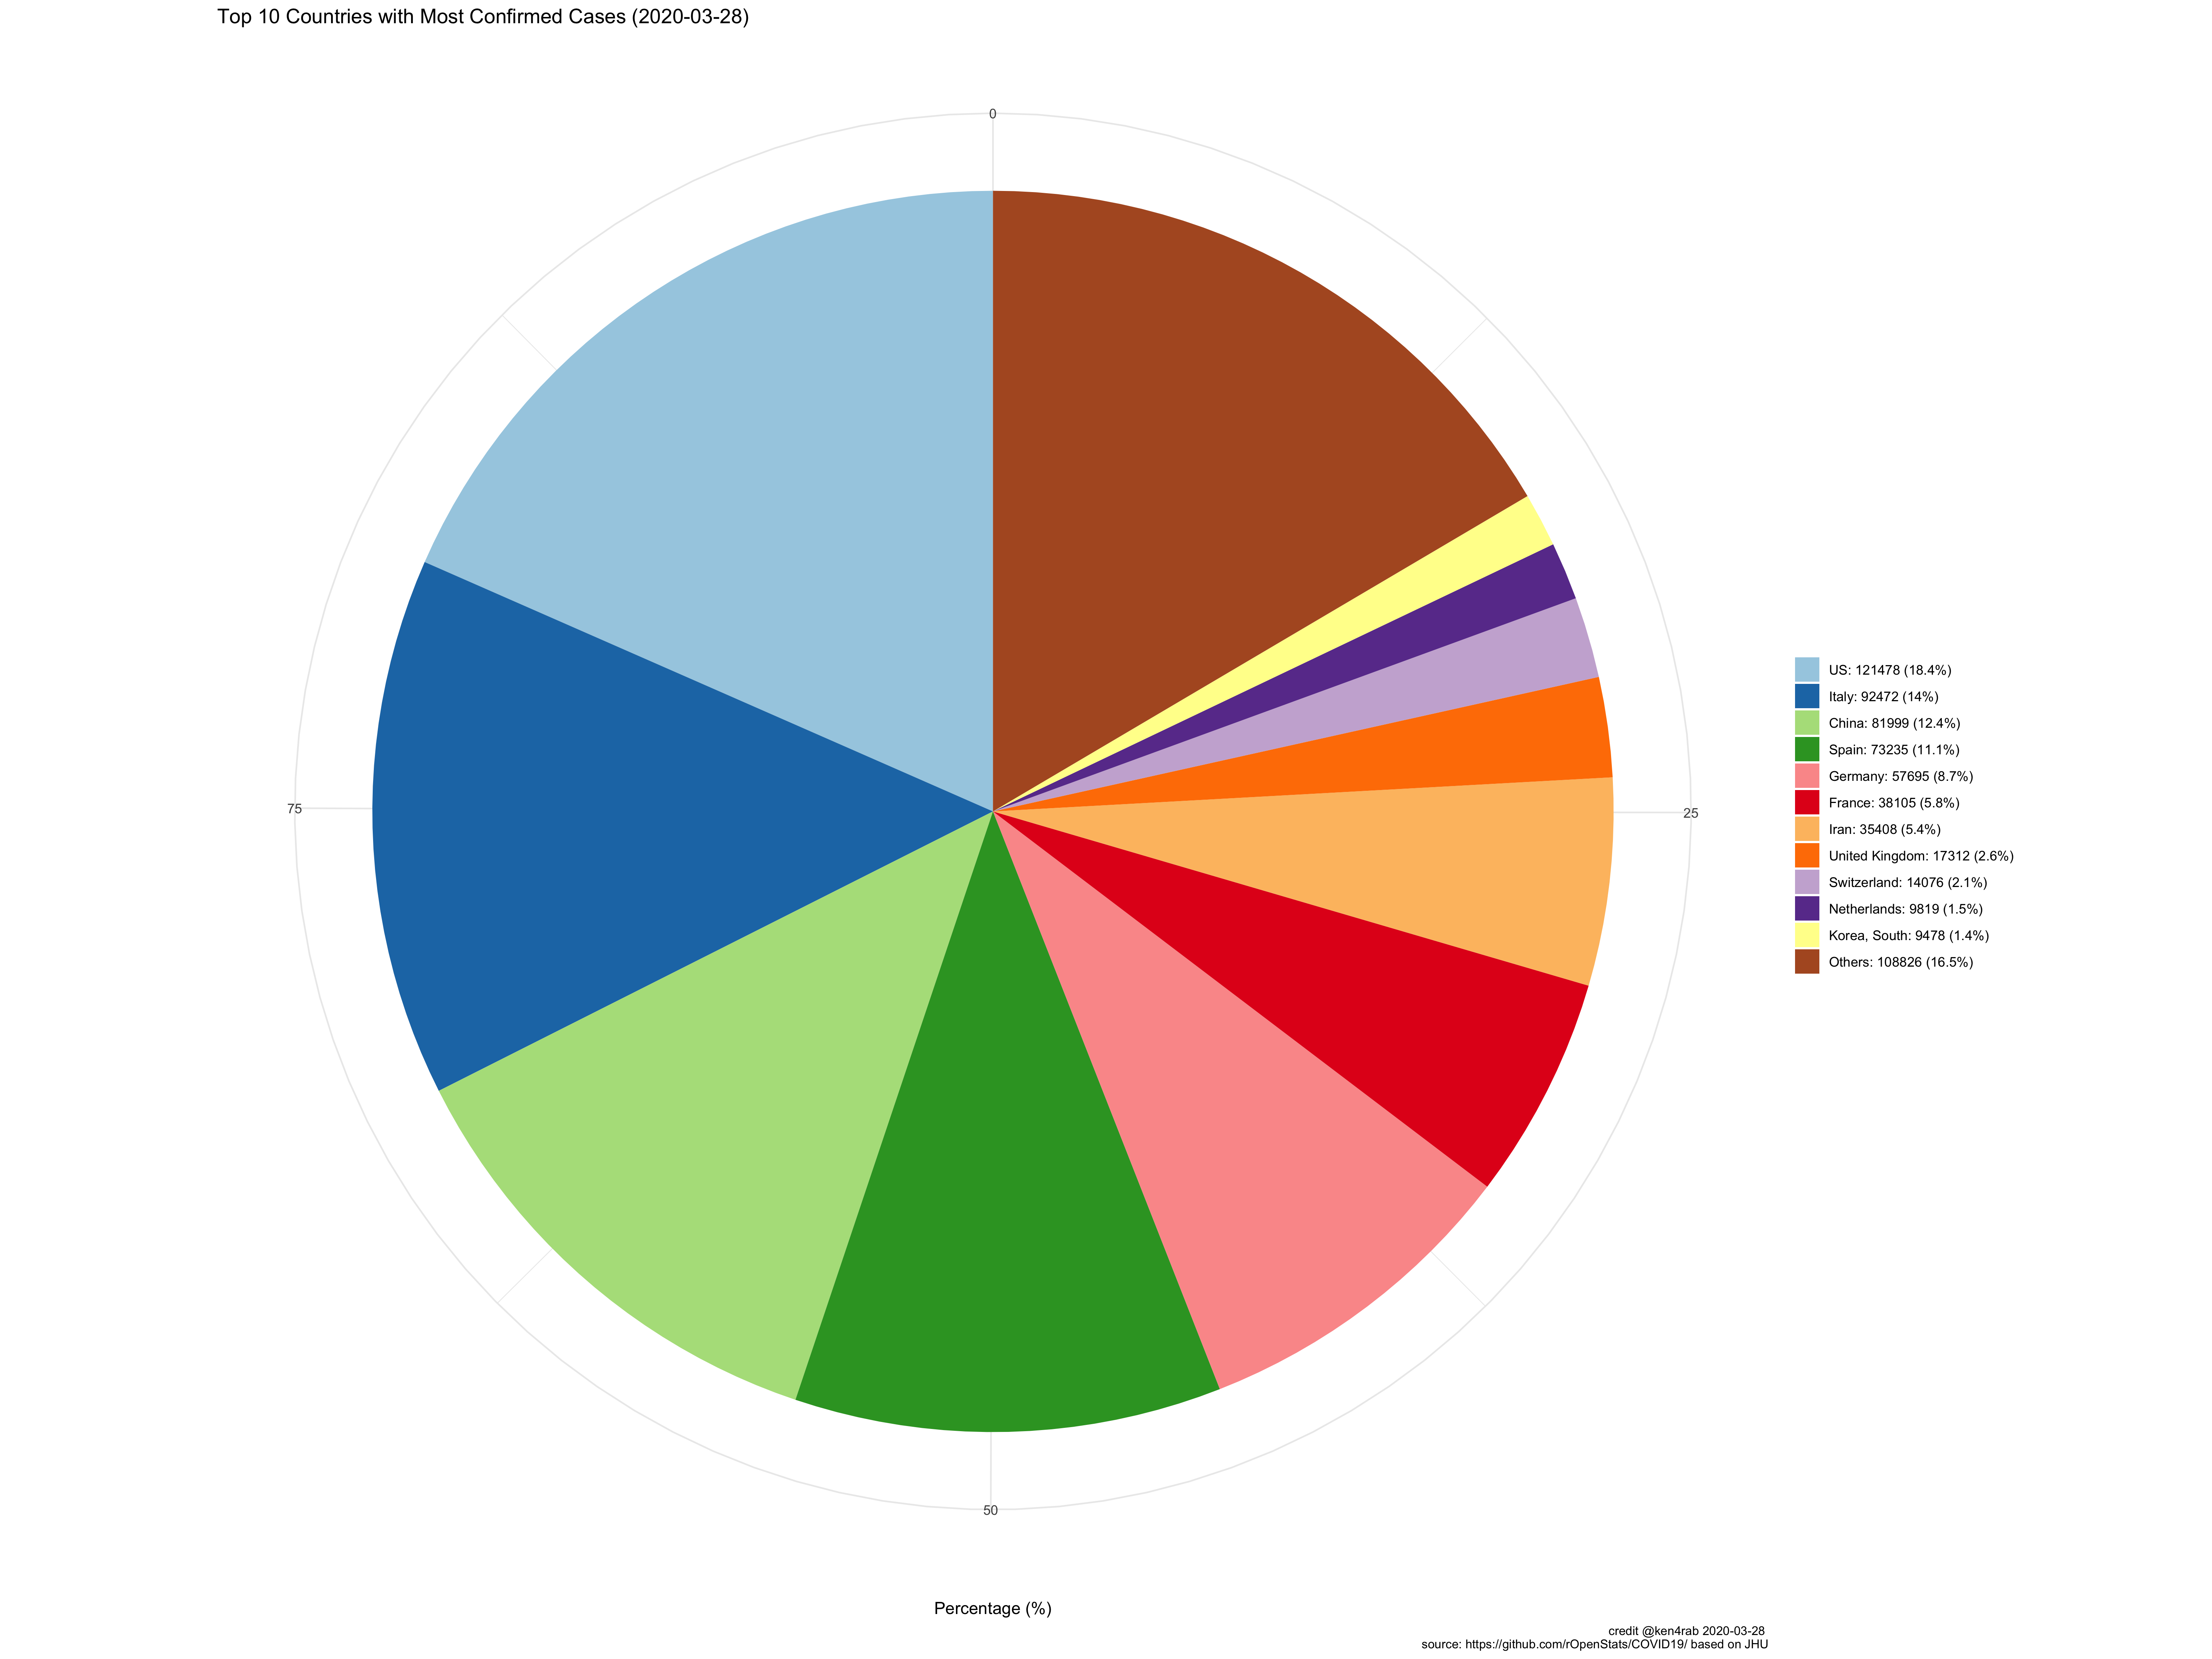 Top 10 Countries with Most Confirmed Cases (2020-03-28)
0
75
25
50
US: 121478 (18.4%)
Italy: 92472 (14%)
China: 81999 (12.4%)
Spain: 73235 (11.1%)
Germany: 57695 (8.7%)
France: 38105 (5.8%)
Iran: 35408 (5.4%)
United Kingdom: 17312 (2.6%)
Switzerland: 14076 (2.1%)
Netherlands: 9819 (1.5%)
Korea, South: 9478 (1.4%)
Others: 108826 (16.5%)
Percentage (%)
credit @ken4rab 2020-03-28
source: https://github.com/rOpenStats/COVID19/ based on JHU